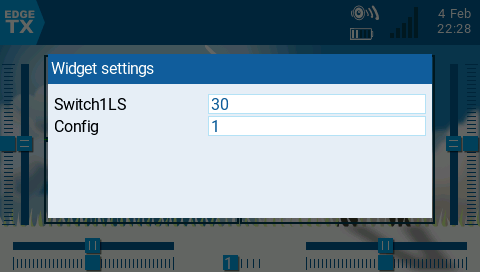 EDGE
TX
4 Feb
22:28
Widget settings
Switch1LS
30
Config
1
1